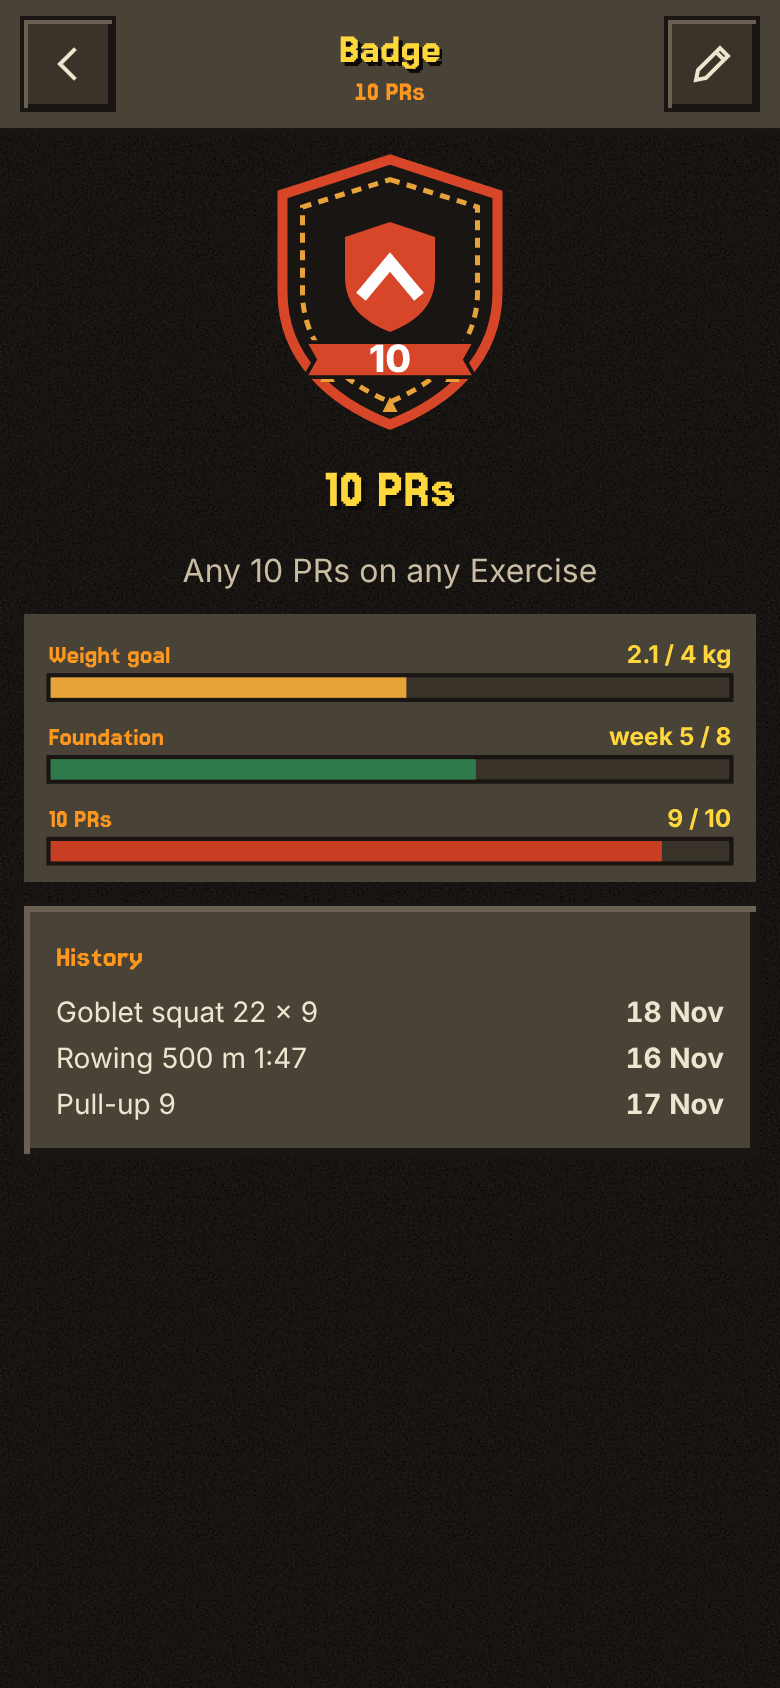 Badge
10 PRs
10
10 PRs
Any 10 PRs on any Exercise
Weight goal 2.1 / 4 kg
Foundation week 5 / 8
10 PRs 9 / 10
History
Goblet squat 22 × 9 18 Nov
Rowing 500 m 1:47 16 Nov
Pull-up 9 17 Nov